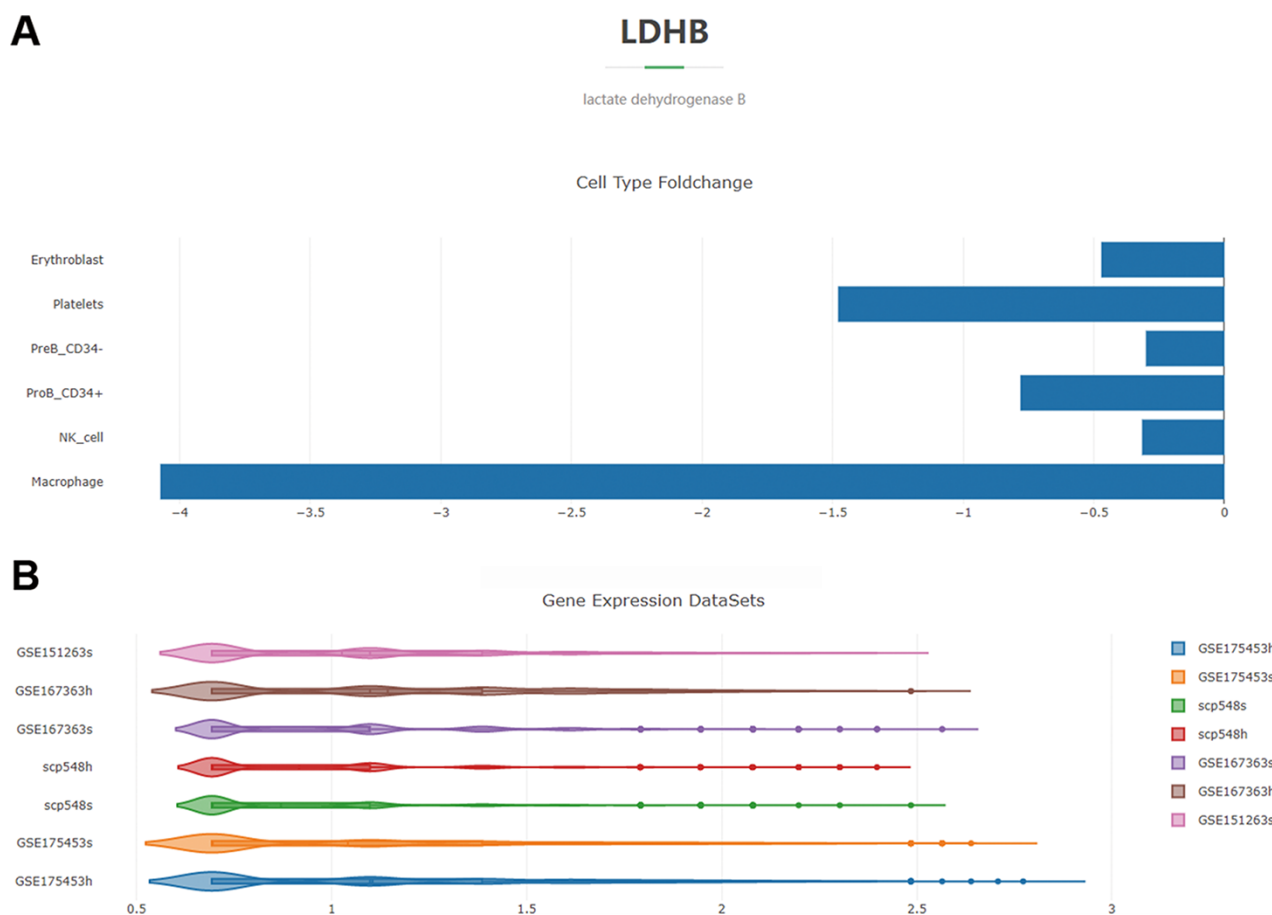 A
LDHB
lactate dehydrogenase B
Cell Type Foldchange
Erythroblast
Platelets
PreB_CD34-
ProB_CD34+
NK_cell
Macrophage
−4 −3.5 −3 −2.5 −2 −1.5 −1 −0.5 0
B
Gene Expression DataSets
GSE151263s
GSE167363h
GSE167363s
scp548h
scp548s
GSE175453s
GSE175453h
0.5 1 1.5 2 2.5 3
GSE175453h
GSE175453s
scp548s
scp548h
GSE167363s
GSE167363h
GSE151263s